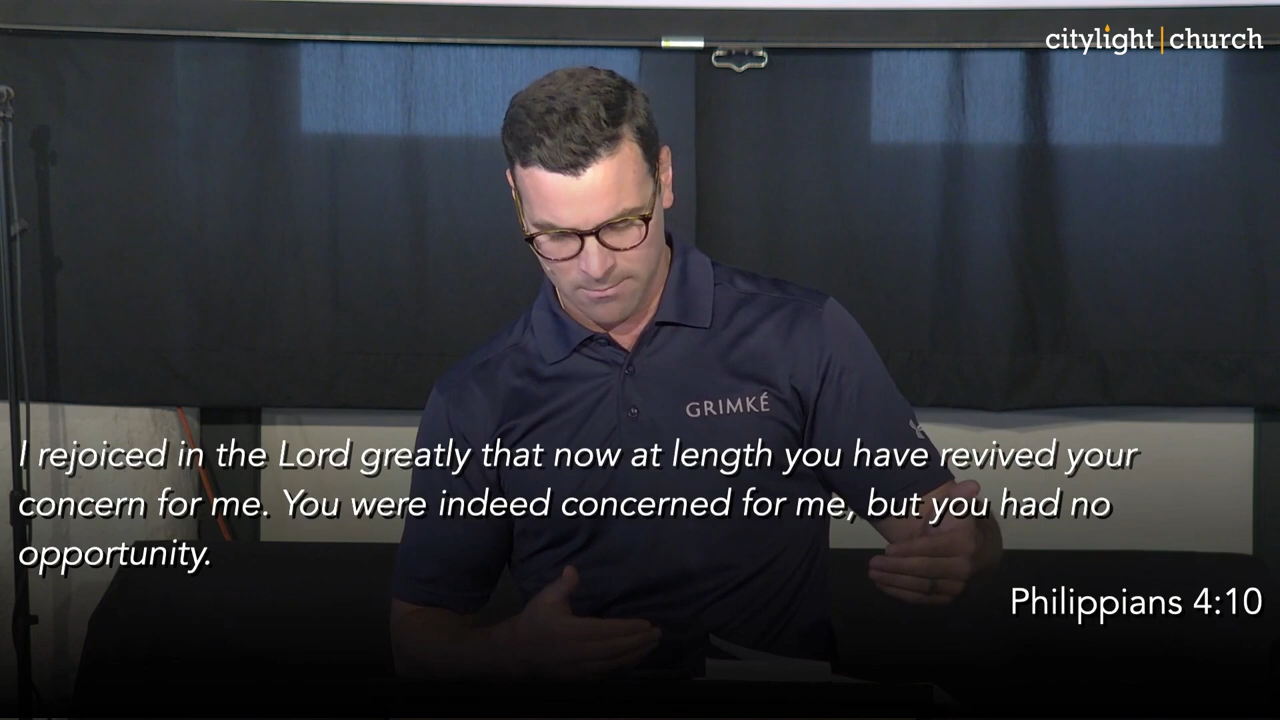 citylight|church
GRIMKÉ
I rejoiced in the Lord greatly that now at length you have revived your
concern for me. You were indeed concerned for me, but you had no
opportunity.
Philippians 4:10